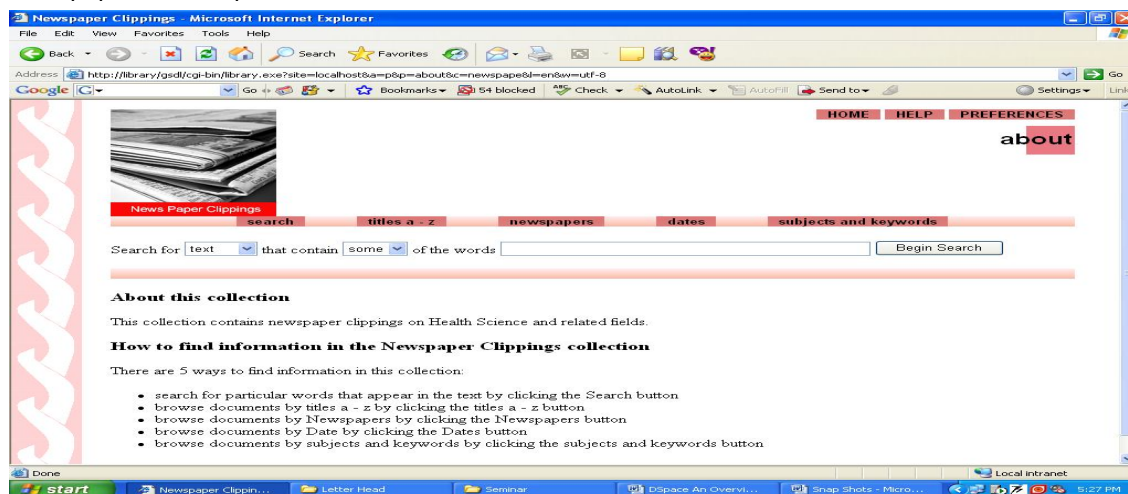 Newspaper Clippings - Microsoft Internet Explorer
File Edit View Favorites Tools Help
Back Search Favorites
Address http://library/gsdl/cgi-bin/library.exe?site=localhost&a=p&p=about&c=newspape&l=en&w=utf-8 Go
Google Go Bookmarks 54 blocked Check AutoLink AutoFill Send to Settings
HOME HELP PREFERENCES
about
News Paper Clippings
search titles a - z newspapers dates subjects and keywords
Search for text that contain some of the words Begin Search
About this collection
This collection contains newspaper clippings on Health Science and related fields.
How to find information in the Newspaper Clippings collection
There are 5 ways to find information in this collection:
search for particular words that appear in the text by clicking the Search button
browse documents by titles a - z by clicking the titles a - z button
browse documents by Newspapers by clicking the Newspapers button
browse documents by Date by clicking the Dates button
browse documents by subjects and keywords by clicking the subjects and keywords button
Done Local intranet
start Newspaper Clippin... Letter Head Seminar DSpace An Overvi... Snap Shots - Micro... 5:27 PM